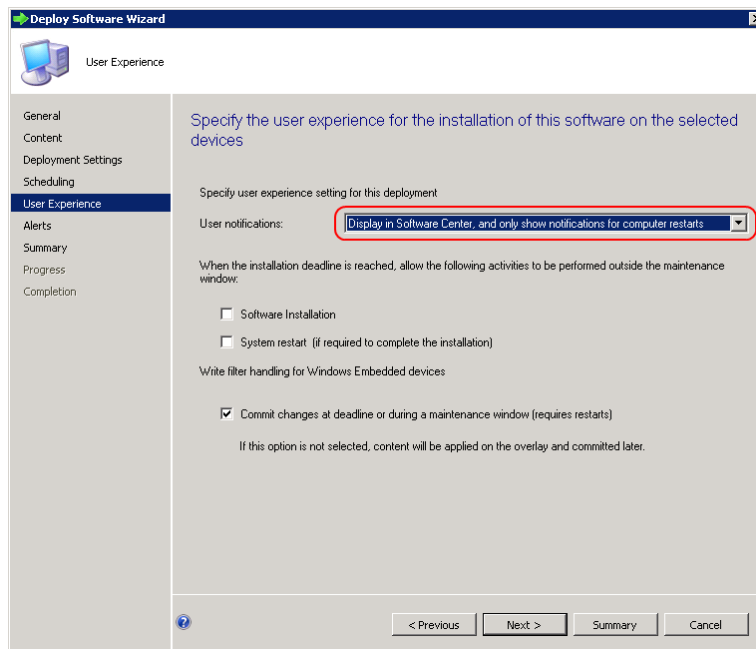 Deploy Software Wizard
User Experience
General
Content
Deployment Settings
Scheduling
User Experience
Alerts
Summary
Progress
Completion
Specify the user experience for the installation of this software on the selected
devices
Specify user experience setting for this deployment
User notifications:
Display in Software Center, and only show notifications for computer restarts
When the installation deadline is reached, allow the following activities to be performed outside the maintenance
window:
Software Installation
System restart (if required to complete the installation)
Write filter handling for Windows Embedded devices
Commit changes at deadline or during a maintenance window (requires restarts)
If this option is not selected, content will be applied on the overlay and committed later.
< Previous
Next >
Summary
Cancel